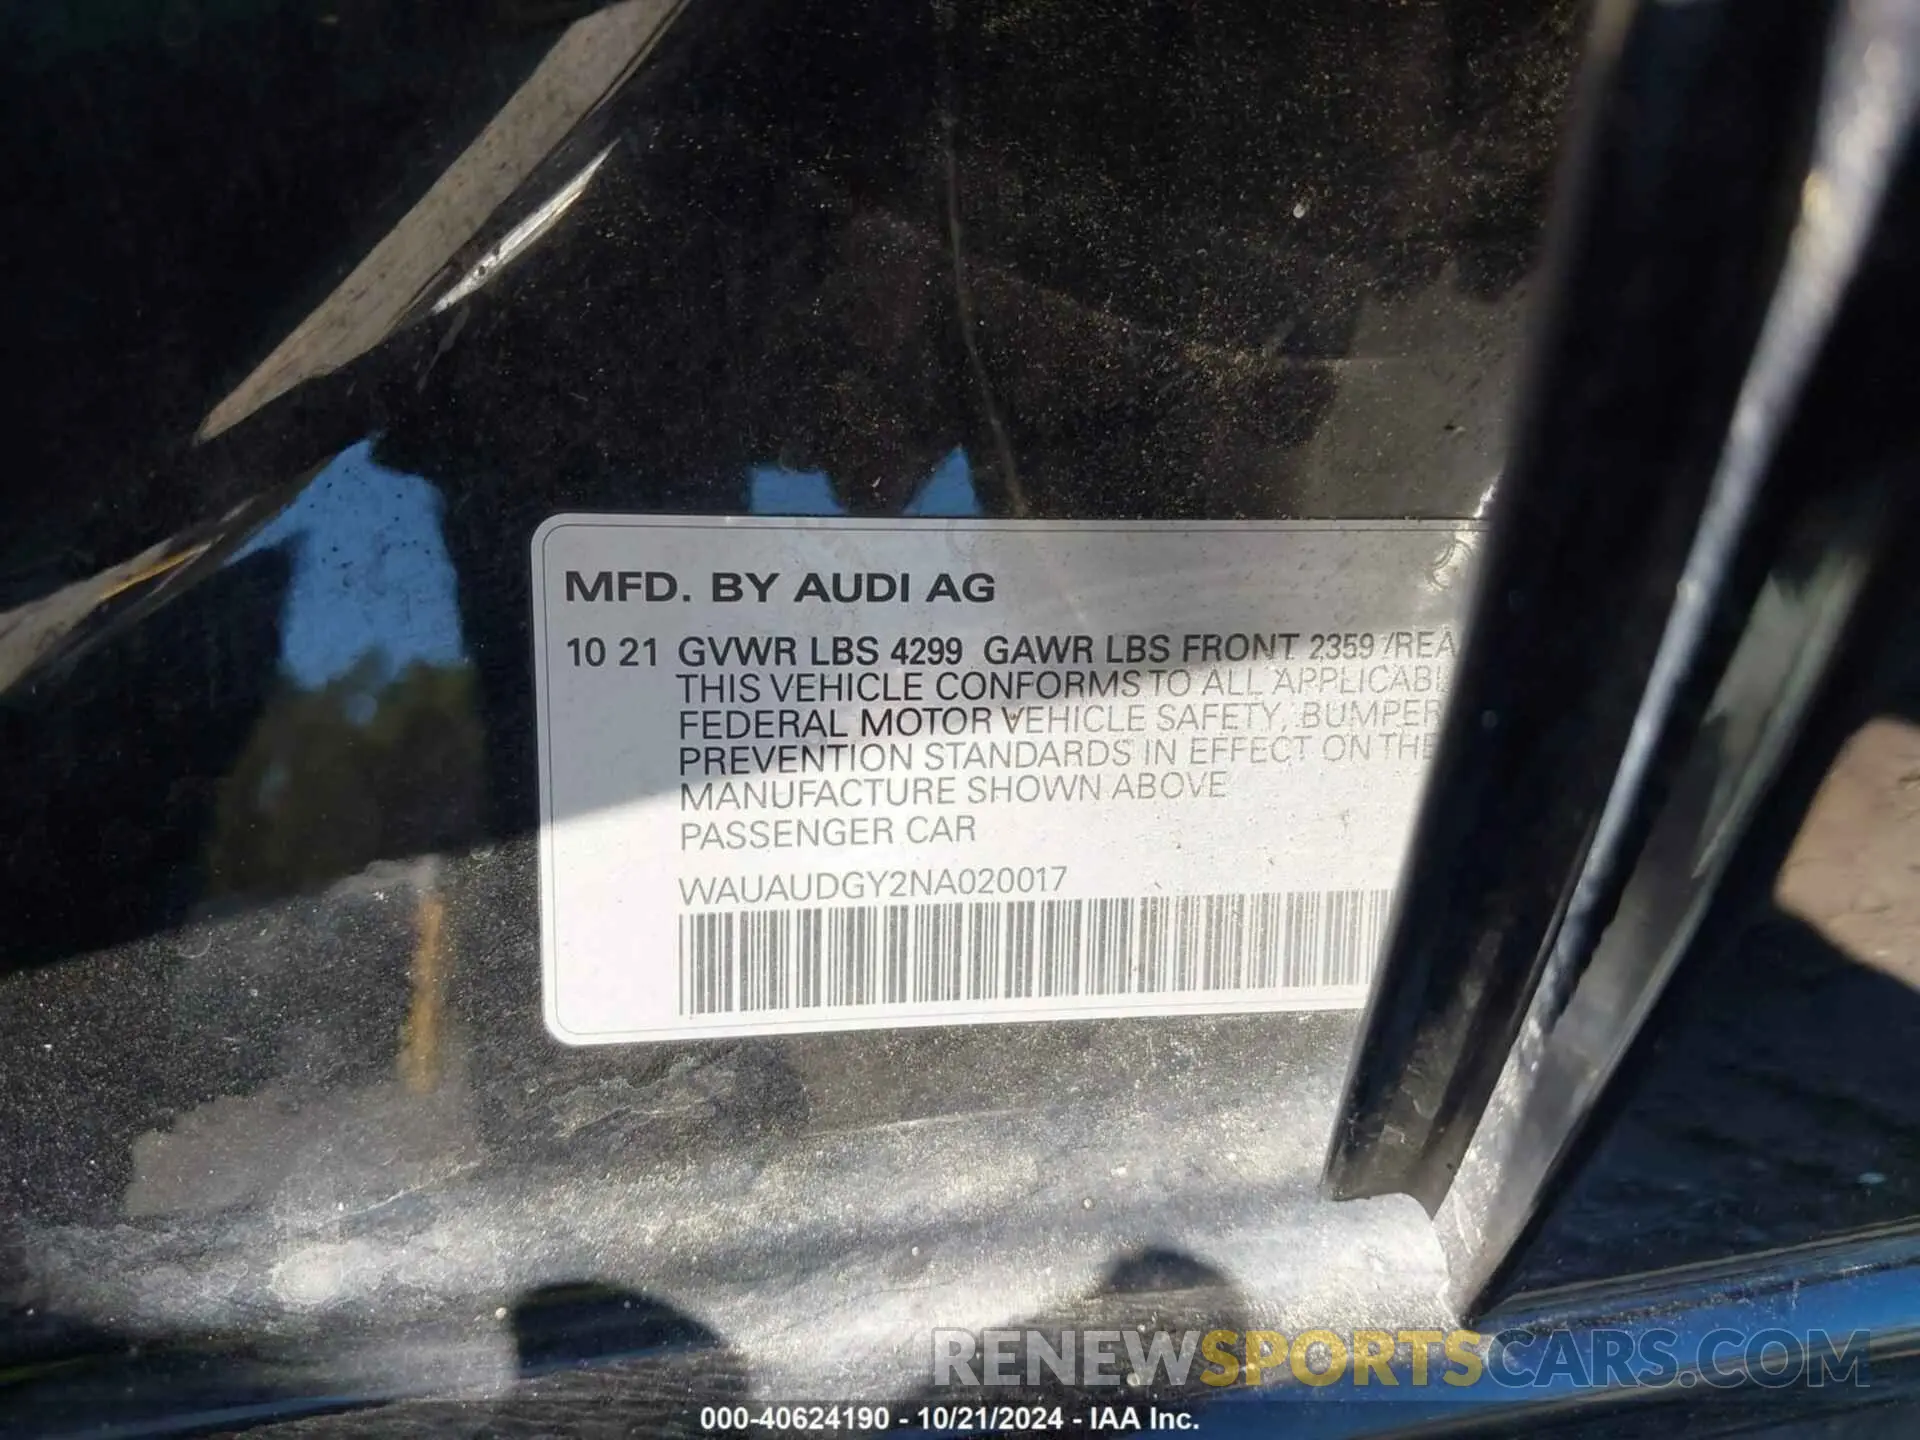 MFD. BY AUDI AG
10 21 GVWR LBS 4299 GAWR LBS FRONT 2359 /REA
THIS VEHICLE CONFORMS TO ALL APPLICABL
FEDERAL MOTOR VEHICLE SAFETY, BUMPER
PREVENTION STANDARDS IN EFFECT ON THE
MANUFACTURE SHOWN ABOVE
PASSENGER CAR
WAUAUDGY2NA020017
RENEWSPORTSCARS.COM
000-40624190 - 10/21/2024 - IAA Inc.